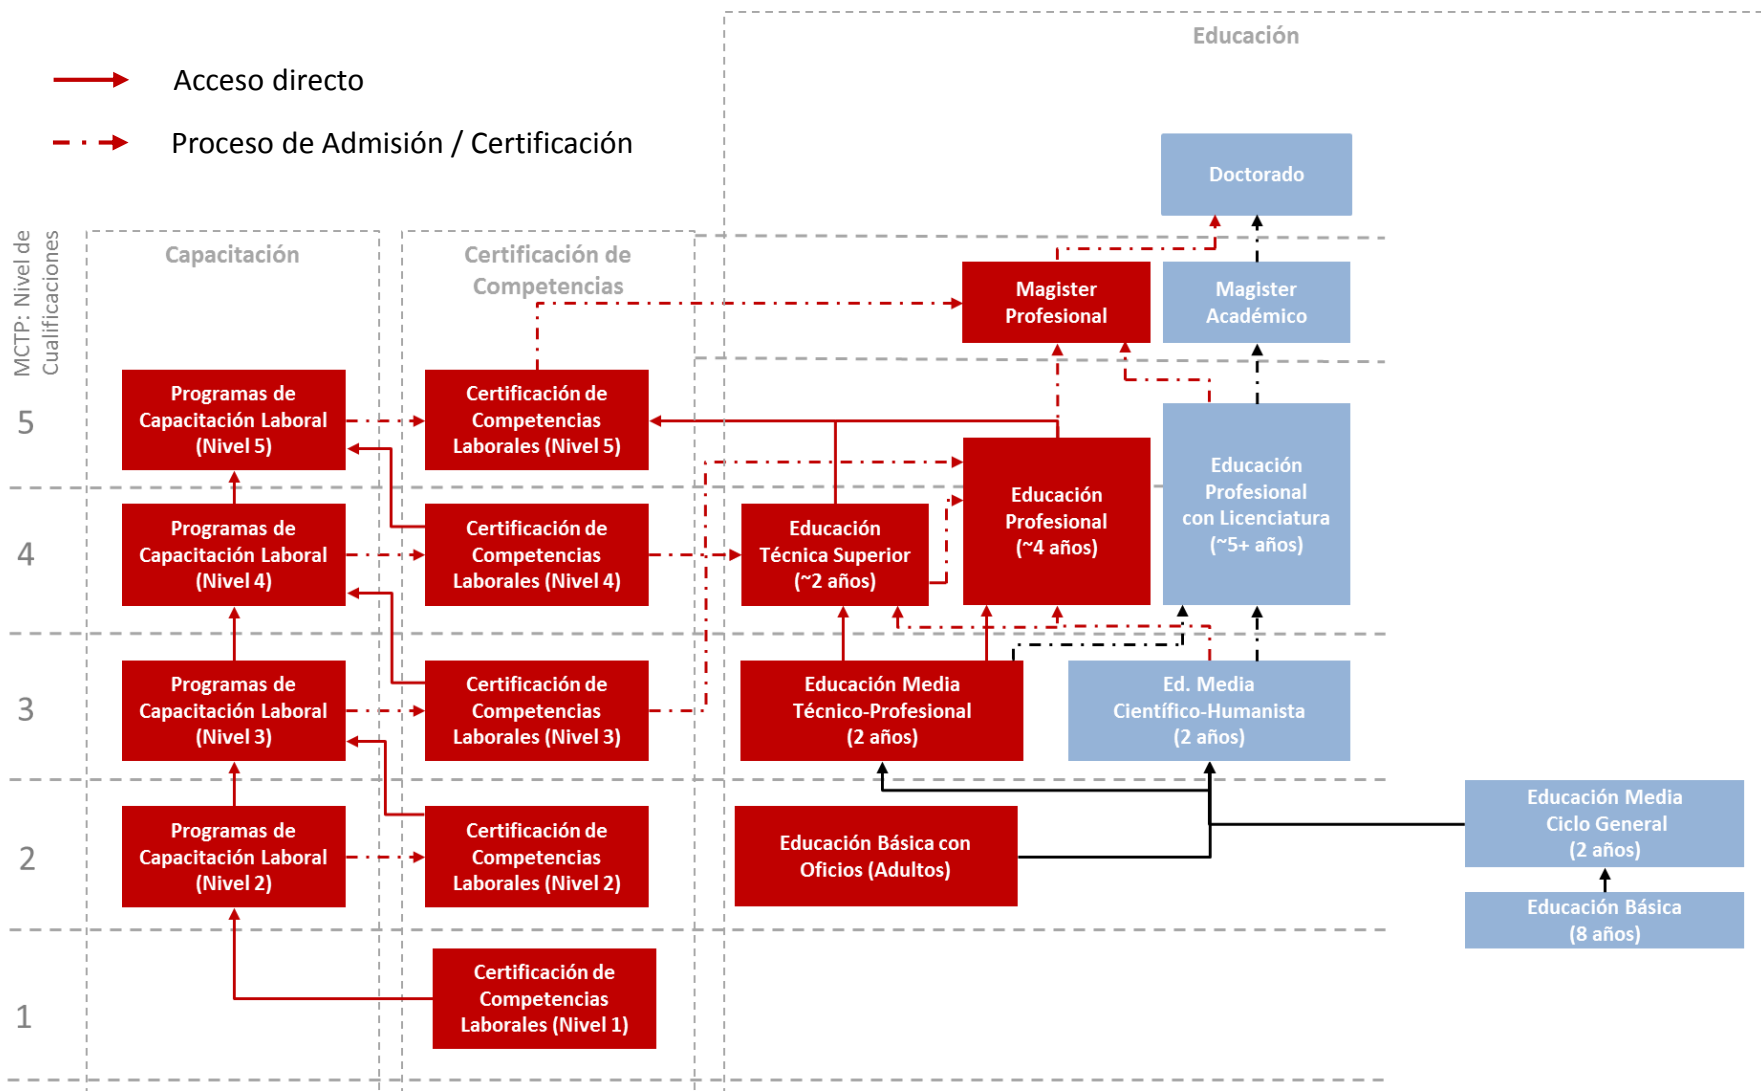 Educación
Acceso directo
Proceso de Admisión / Certificación
MCTP: Nivel de
Cualificaciones
Capacitación
Certificación de
Competencias
Doctorado
Magister
Profesional
Magister
Académico
5
Programas de
Capacitación Laboral
(Nivel 5)
Certificación de
Competencias
Laborales (Nivel 5)
4
Programas de
Capacitación Laboral
(Nivel 4)
Certificación de
Competencias
Laborales (Nivel 4)
Educación
Técnica Superior
(~2 años)
Educación
Profesional
(~4 años)
Educación
Profesional
con Licenciatura
(~5+ años)
3
Programas de
Capacitación Laboral
(Nivel 3)
Certificación de
Competencias
Laborales (Nivel 3)
Educación Media
Técnico-Profesional
(2 años)
Ed. Media
Científico-Humanista
(2 años)
2
Programas de
Capacitación Laboral
(Nivel 2)
Certificación de
Competencias
Laborales (Nivel 2)
Educación Básica con
Oficios (Adultos)
Educación Media
Ciclo General
(2 años)
Educación Básica
(8 años)
1
Certificación de
Competencias
Laborales (Nivel 1)